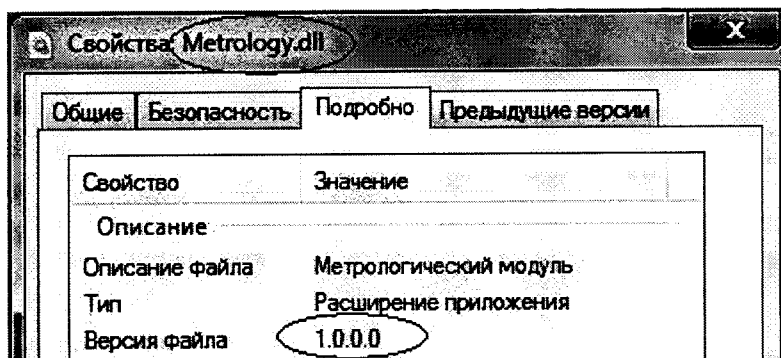 Свойства: Metrology.dll
X
Общие Безопасность Подробно Предыдущие версии
Свойство Значение
Описание
Описание файла Метрологический модуль
Тип Расширение приложения
Версия файла 1.0.0.0